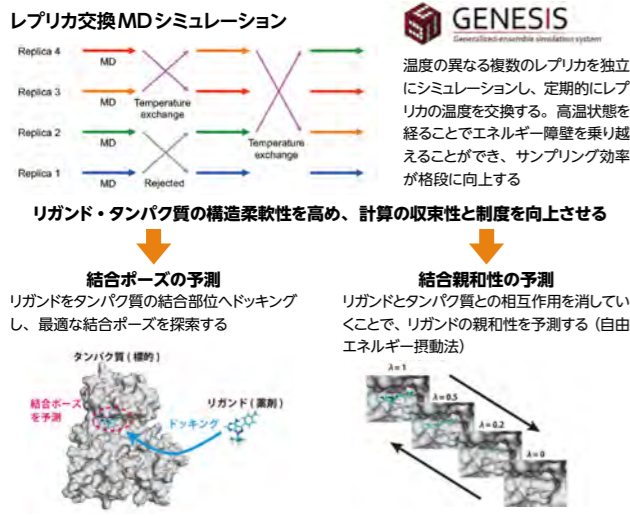 レプリカ交換MDシミュレーション
GENESIS
Generalized-ensemble simulation system
Replica 4
MD
Replica 3
MD
Temperature
exchange
Replica 2
MD
Temperature
exchange
Replica 1
MD
Rejected
温度の異なる複数のレプリカを独立
にシミュレーションし、定期的にレプ
リカの温度を交換する。高温状態を
経ることでエネルギー障壁を乗り越
えることができ、サンプリング効率
が格段に向上する
リガンド・タンパク質の構造柔軟性を高め、計算の収束性と制度を向上させる
結合ポーズの予測
リガンドをタンパク質の結合部位へドッキング
し、最適な結合ポーズを探索する
タンパク質(標的)
結合ポーズ
を予測
リガンド(薬剤)
ドッキング
結合親和性の予測
リガンドとタンパク質との相互作用を消してい
くことで、リガンドの親和性を予測する(自由
エネルギー摂動法)
λ=1
λ=0.5
λ=0.2
λ=0